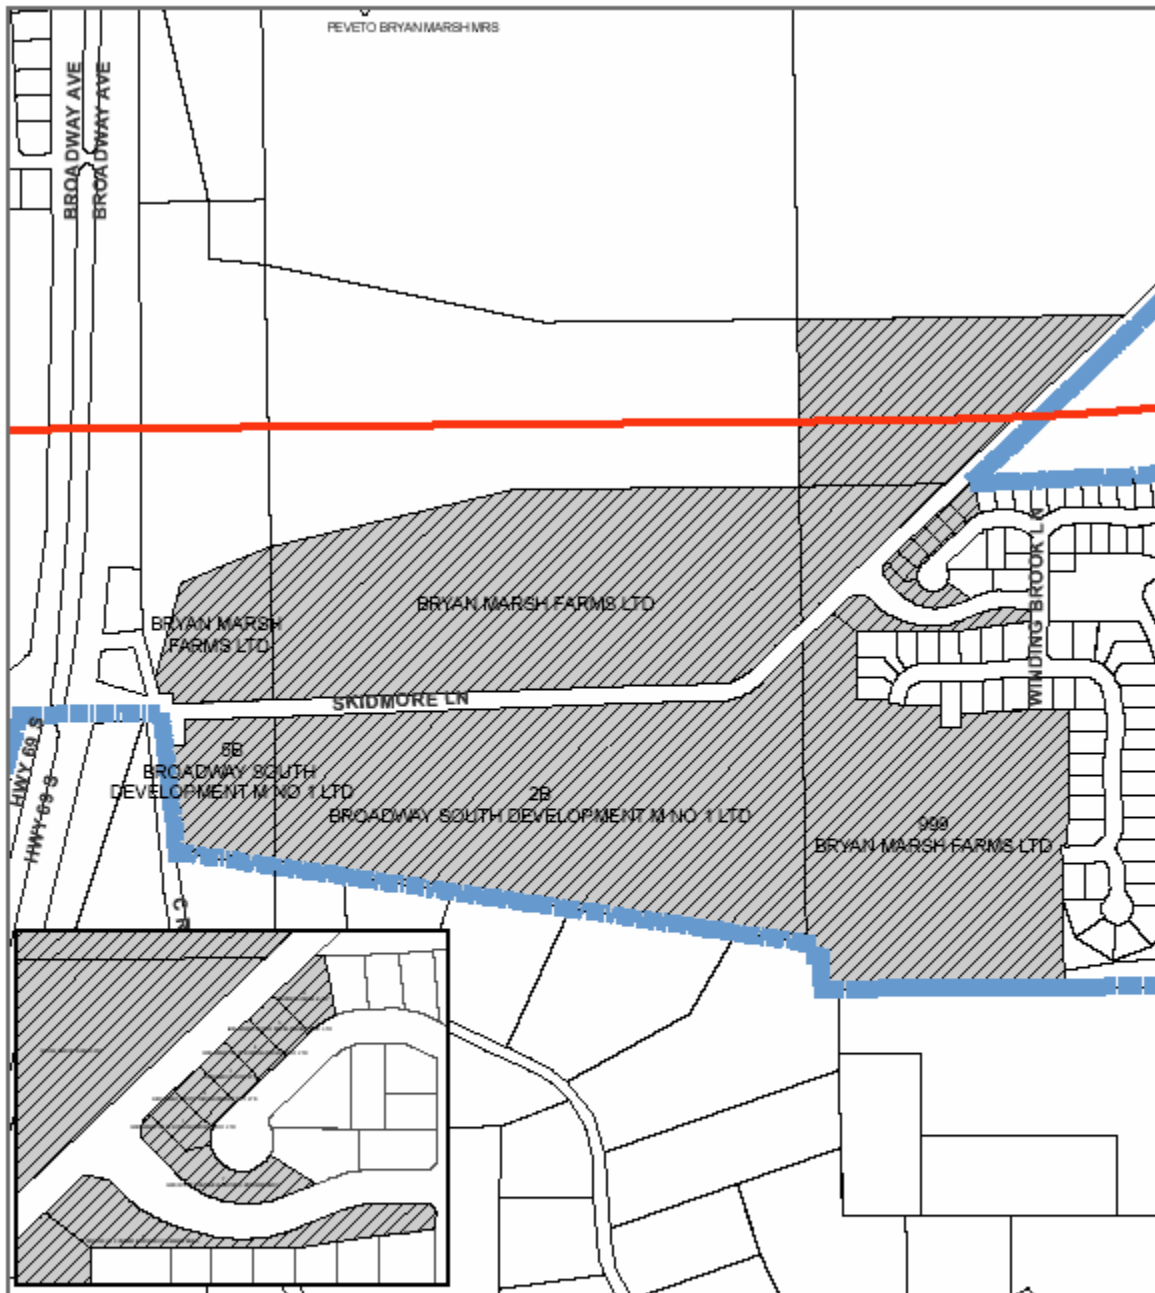 PEVETO BRYAN MARSH MRS
BROADWAY AVE
BROADWAY AVE
BRYAN MARSH FARMS LTD
BRYAN MARSH
FARMS LTD
SKIDMORE LN
WINDING BROOK LN
HWY 69 S
HWY 69 S
6B
BROADWAY SOUTH
DEVELOPMENT M NO 1 LTD
2B
BROADWAY SOUTH DEVELOPMENT M NO 1 LTD
999
BRYAN MARSH FARMS LTD
C R